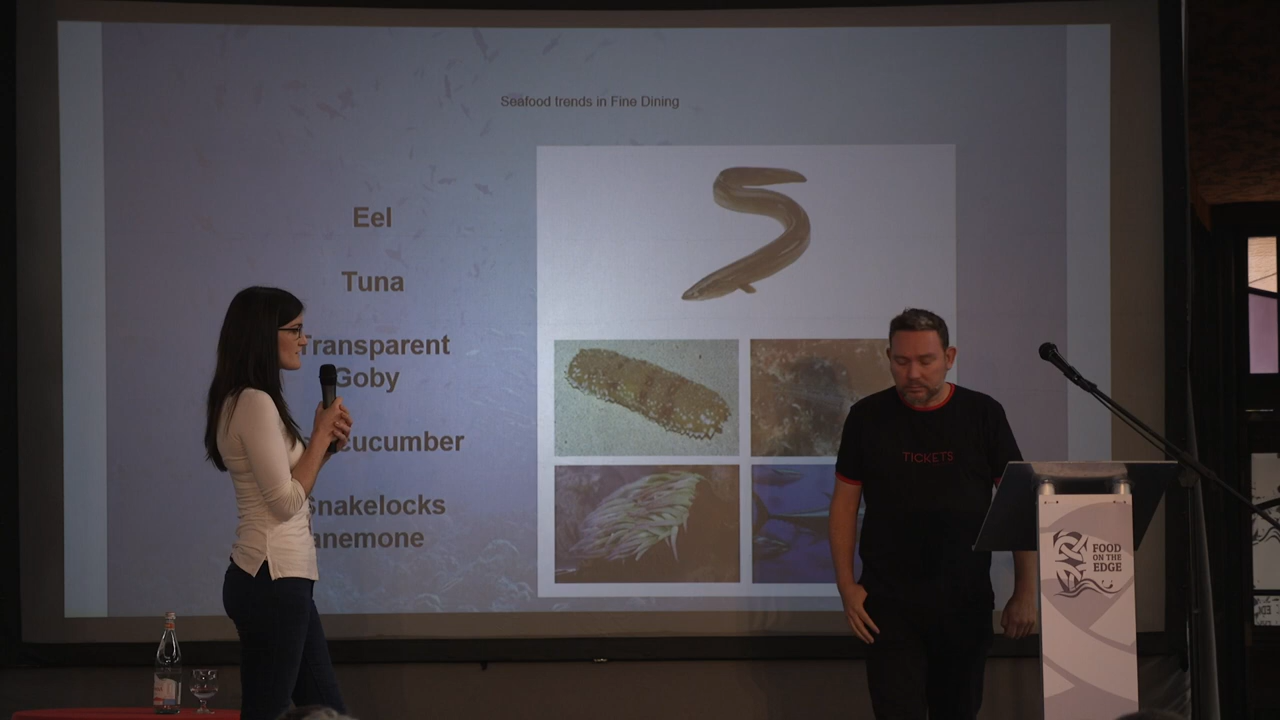 Seafood trends in Fine Dining
Eel
Tuna
Transparent
Goby
cucumber
Snakelocks
anemone
TICKETS
FOOD
ON THE
EDGE